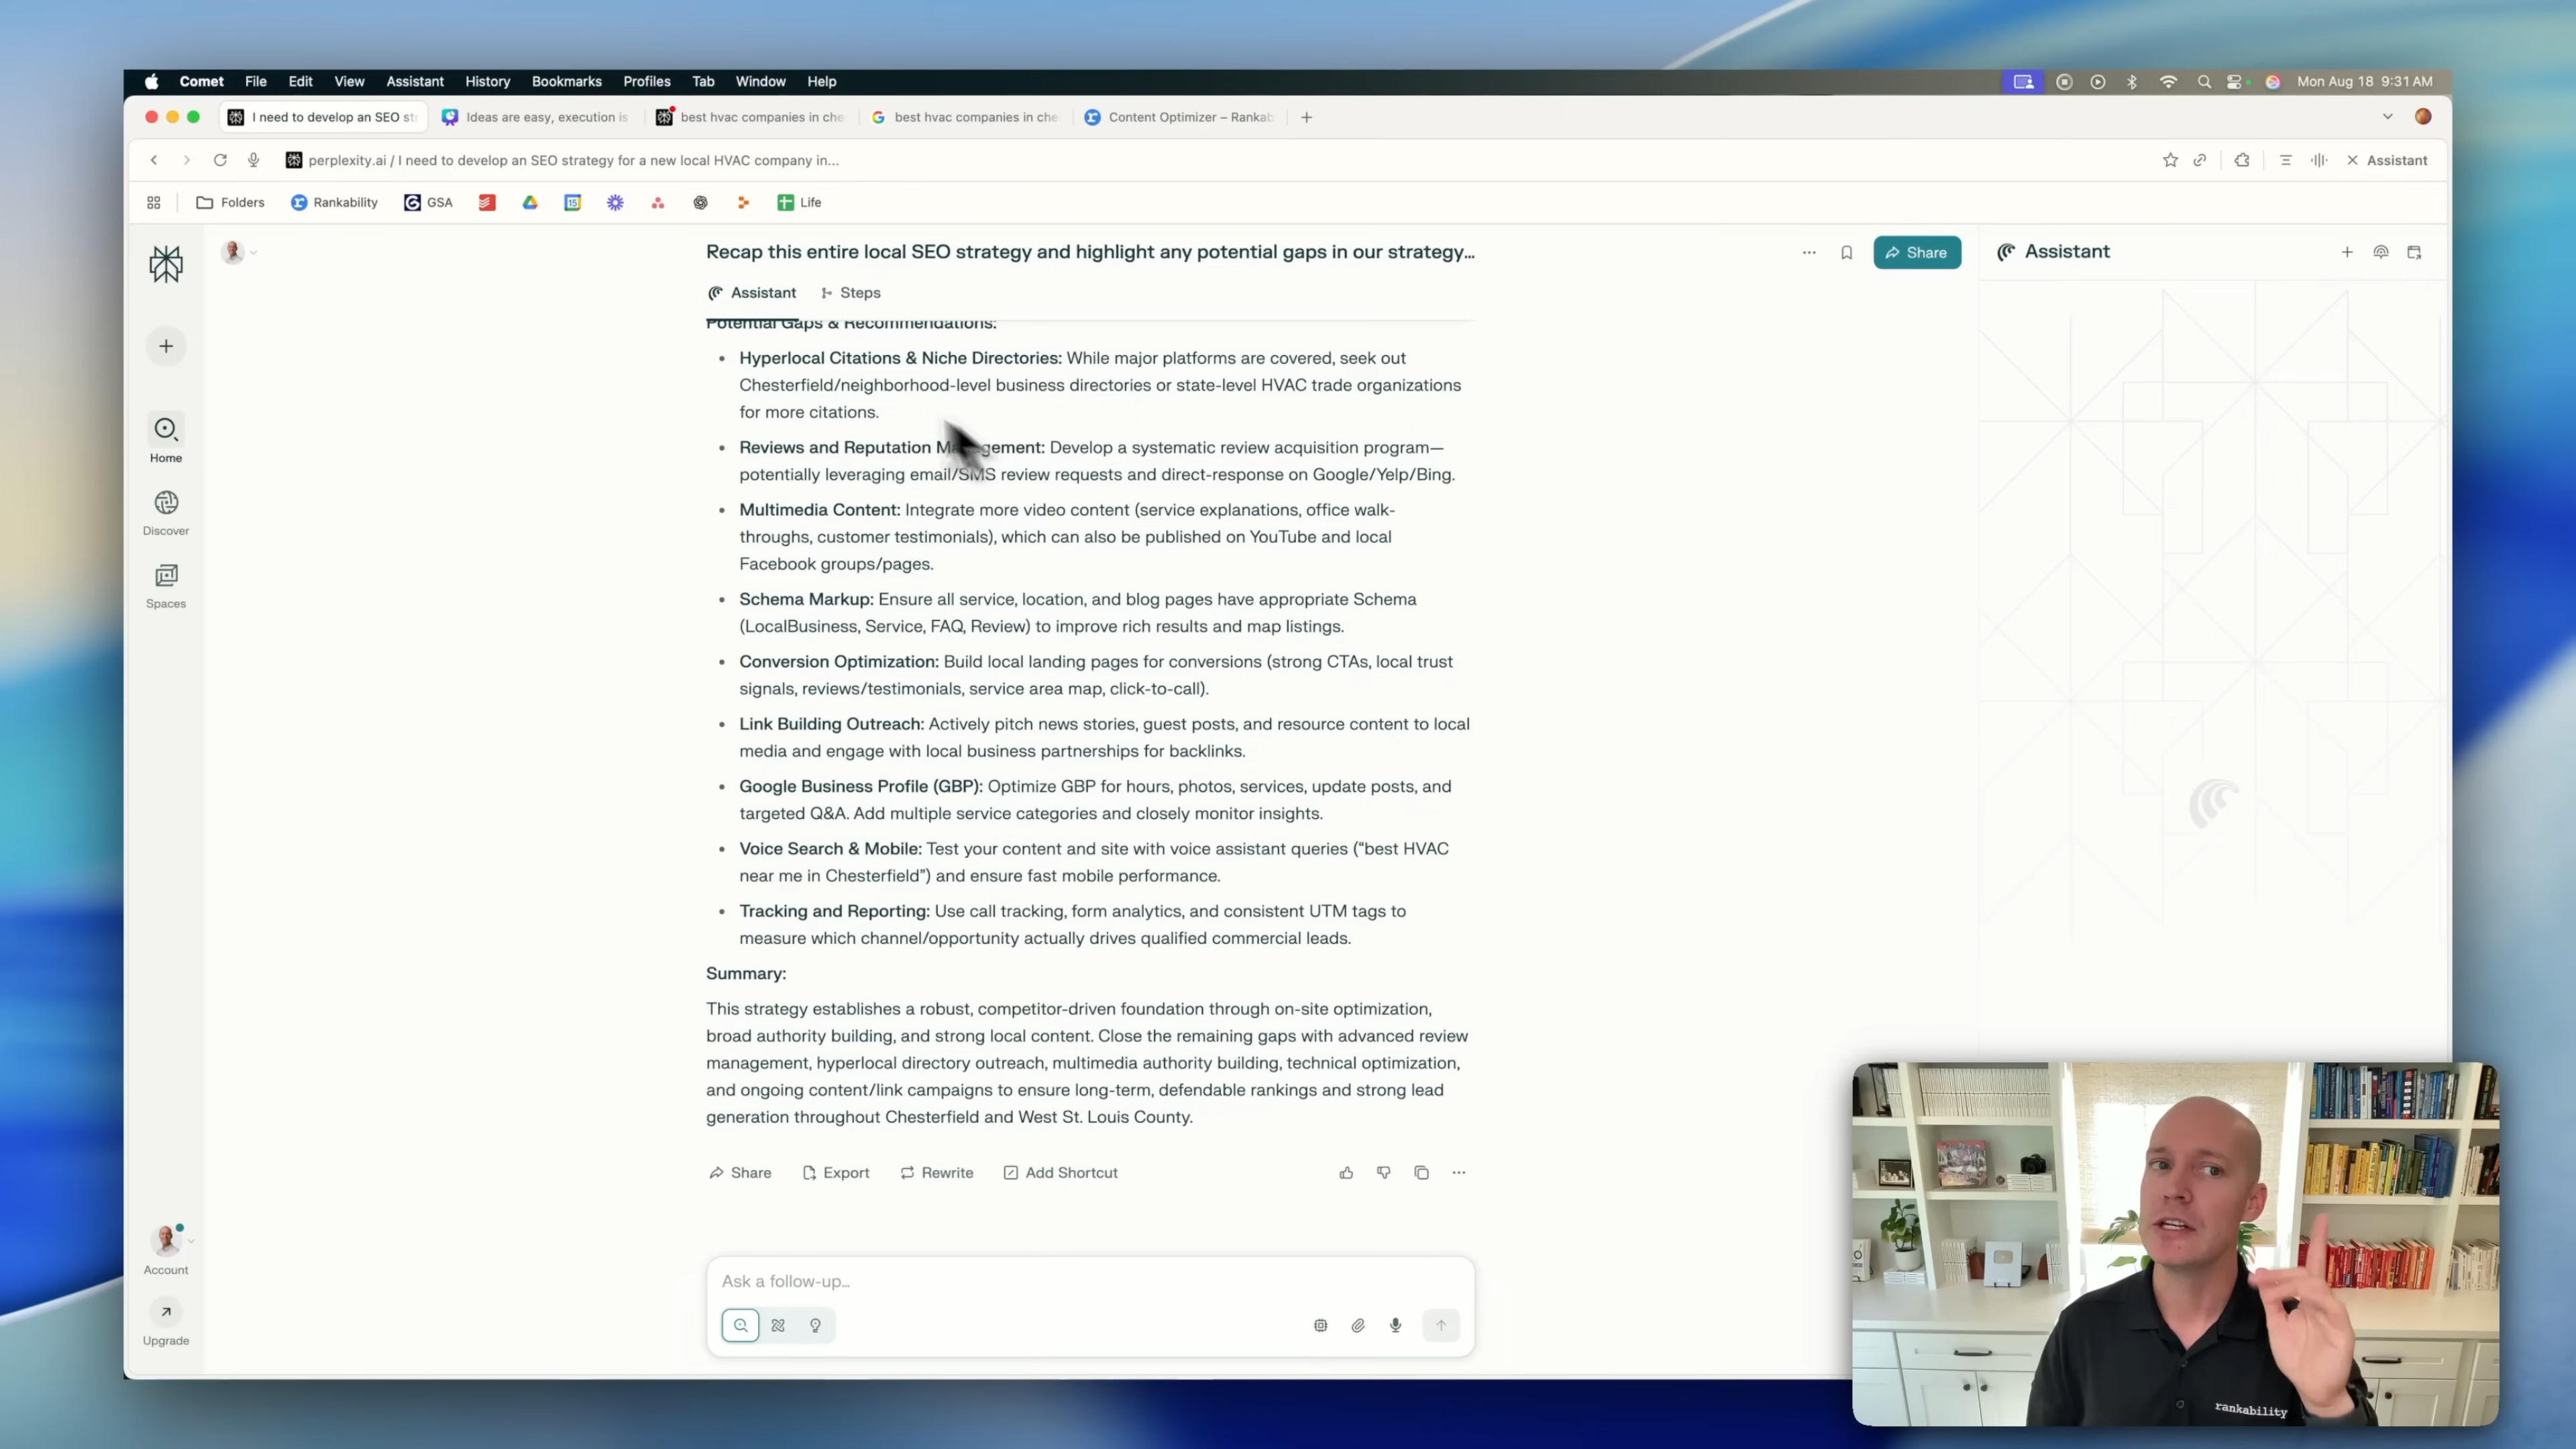 Comet File Edit View Assistant History Bookmarks Profiles Tab Window Help
Mon Aug 18 9:31 AM
I need to develop an SEO st
Ideas are easy, execution is
best hvac companies in che
best hvac companies in che
Content Optimizer – Rankab
perplexity.ai / I need to develop an SEO strategy for a new local HVAC company in...
Assistant
Folders Rankability GSA 15 Life
Recap this entire local SEO strategy and highlight any potential gaps in our strategy...
Share
Assistant
Assistant Steps
Potential Gaps & Recommendations:
• Hyperlocal Citations & Niche Directories: While major platforms are covered, seek out
Chesterfield/neighborhood-level business directories or state-level HVAC trade organizations
for more citations.
• Reviews and Reputation Management: Develop a systematic review acquisition program—
potentially leveraging email/SMS review requests and direct-response on Google/Yelp/Bing.
• Multimedia Content: Integrate more video content (service explanations, office walk-
throughs, customer testimonials), which can also be published on YouTube and local
Facebook groups/pages.
• Schema Markup: Ensure all service, location, and blog pages have appropriate Schema
(LocalBusiness, Service, FAQ, Review) to improve rich results and map listings.
• Conversion Optimization: Build local landing pages for conversions (strong CTAs, local trust
signals, reviews/testimonials, service area map, click-to-call).
• Link Building Outreach: Actively pitch news stories, guest posts, and resource content to local
media and engage with local business partnerships for backlinks.
• Google Business Profile (GBP): Optimize GBP for hours, photos, services, update posts, and
targeted Q&A. Add multiple service categories and closely monitor insights.
• Voice Search & Mobile: Test your content and site with voice assistant queries (“best HVAC
near me in Chesterfield”) and ensure fast mobile performance.
• Tracking and Reporting: Use call tracking, form analytics, and consistent UTM tags to
measure which channel/opportunity actually drives qualified commercial leads.
Summary:
This strategy establishes a robust, competitor-driven foundation through on-site optimization,
broad authority building, and strong local content. Close the remaining gaps with advanced review
management, hyperlocal directory outreach, multimedia authority building, technical optimization,
and ongoing content/link campaigns to ensure long-term, defendable rankings and strong lead
generation throughout Chesterfield and West St. Louis County.
Share Export Rewrite Add Shortcut
Ask a follow-up...
Home
Discover
Spaces
Account
Upgrade
rankability